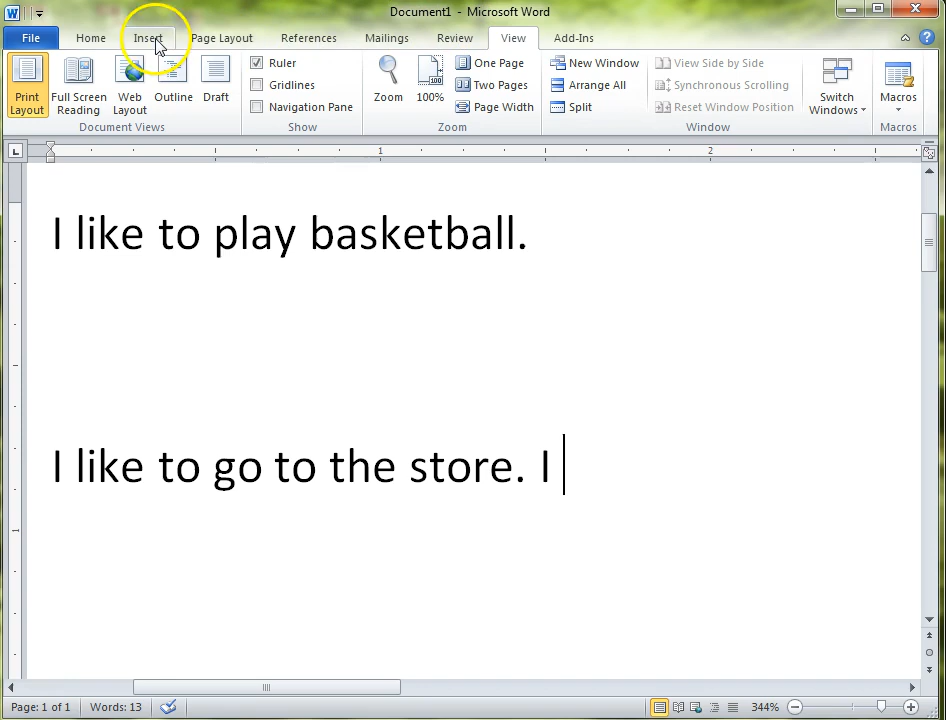 Document1 - Microsoft Word
File Home Insert Page Layout References Mailings Review View Add-Ins
Print Layout
Full Screen Reading
Web Layout
Outline
Draft
Document Views
Ruler
Gridlines
Navigation Pane
Show
Zoom
100%
One Page
Two Pages
Page Width
Zoom
New Window
Arrange All
Split
View Side by Side
Synchronous Scrolling
Reset Window Position
Window
Switch Windows
Macros
Macros
1 2
I like to play basketball.
I like to go to the store. I
1
Page: 1 of 1 Words: 13 344%